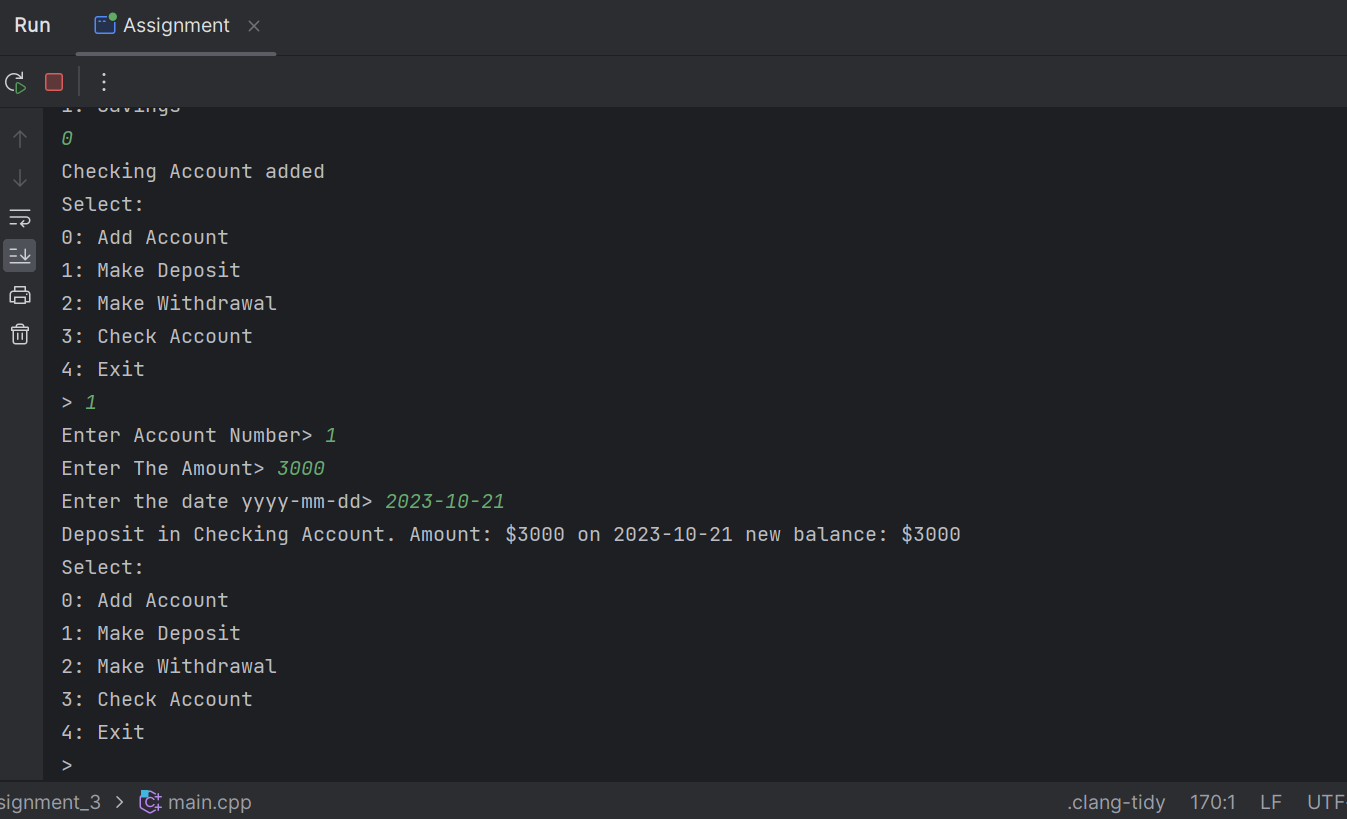 Run Assignment
1: Savings
0
Checking Account added
Select:
0: Add Account
1: Make Deposit
2: Make Withdrawal
3: Check Account
4: Exit
> 1
Enter Account Number> 1
Enter The Amount> 3000
Enter the date yyyy-mm-dd> 2023-10-21
Deposit in Checking Account. Amount: $3000 on 2023-10-21 new balance: $3000
Select:
0: Add Account
1: Make Deposit
2: Make Withdrawal
3: Check Account
4: Exit
>
signment_3 > main.cpp .clang-tidy 170:1 LF UTF-